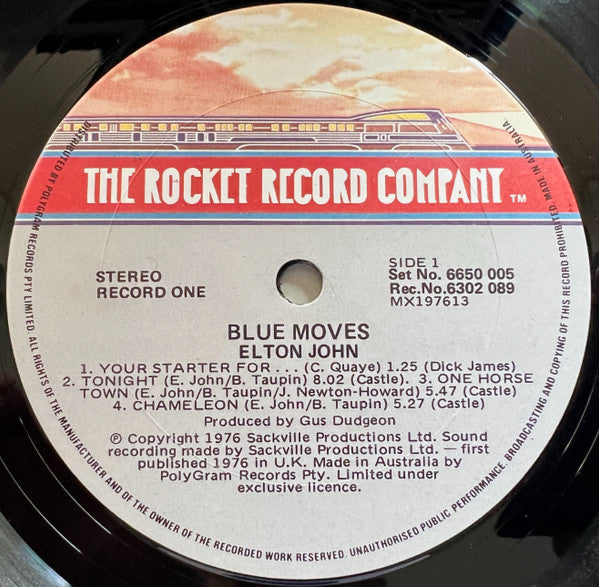 THE ROCKET RECORD COMPANY ™
STEREO
RECORD ONE
SIDE 1
Set No. 6650 005
Rec.No.6302 089
MX197613
BLUE MOVES
ELTON JOHN
1. YOUR STARTER FOR . . . (C. Quaye) 1.25 (Dick James)
2. TONIGHT (E. John/B. Taupin) 8.02 (Castle). 3. ONE HORSE
TOWN (E. John/B. Taupin/J. Newton-Howard) 5.47 (Castle)
4. CHAMELEON (E. John/B. Taupin) 5.27 (Castle)
Produced by Gus Dudgeon
℗ Copyright 1976 Sackville Productions Ltd. Sound
recording made by Sackville Productions Ltd. — first
published 1976 in U.K. Made in Australia by
PolyGram Records Pty. Limited under
exclusive licence.
DISTRIBUTED BY POLYGRAM RECORDS PTY LIMITED. ALL RIGHTS OF THE MANUFACTURER AND OF THE OWNER OF THE RECORDED WORK RESERVED. UNAUTHORISED PUBLIC PERFORMANCE, BROADCASTING AND COPYING OF THIS RECORD PROHIBITED. MADE IN AUSTRALIA.